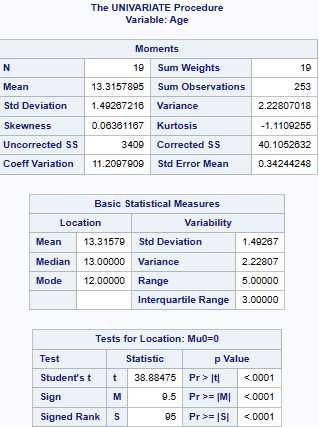 The UNIVARIATE Procedure
Variable: Age
Moments
N 19 Sum Weights 19
Mean 13.3157895 Sum Observations 253
Std Deviation 1.49267216 Variance 2.22807018
Skewness 0.06361167 Kurtosis -1.1109255
Uncorrected SS 3409 Corrected SS 40.1052632
Coeff Variation 11.2097909 Std Error Mean 0.34244248
Basic Statistical Measures
Location Variability
Mean 13.31579 Std Deviation 1.49267
Median 13.00000 Variance 2.22807
Mode 12.00000 Range 5.00000
Interquartile Range 3.00000
Tests for Location: Mu0=0
Test Statistic p Value
Student's t t 38.88475 Pr > |t| <.0001
Sign M 9.5 Pr >= |M| <.0001
Signed Rank S 95 Pr >= |S| <.0001